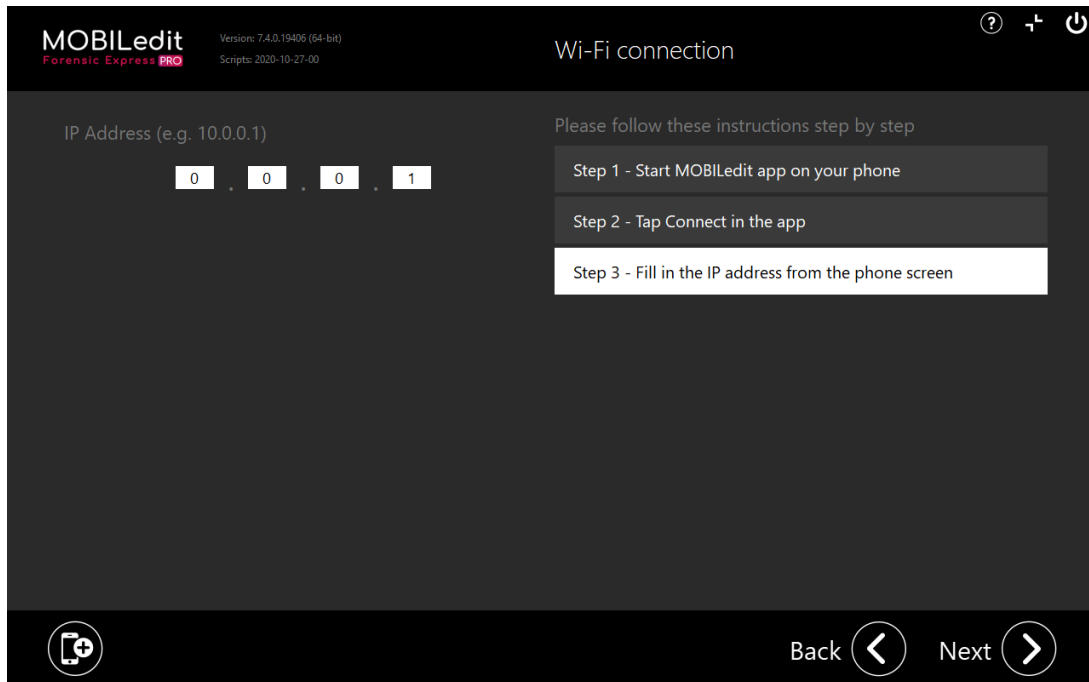 MOBILedit
Forensic Express PRO
Version: 7.4.0.19406 (64-bit)
Scripts: 2020-10-27-00
Wi-Fi connection
?
IP Address (e.g. 10.0.0.1)
0 . 0 . 0 . 1
Please follow these instructions step by step
Step 1 - Start MOBILedit app on your phone
Step 2 - Tap Connect in the app
Step 3 - Fill in the IP address from the phone screen
Back
Next